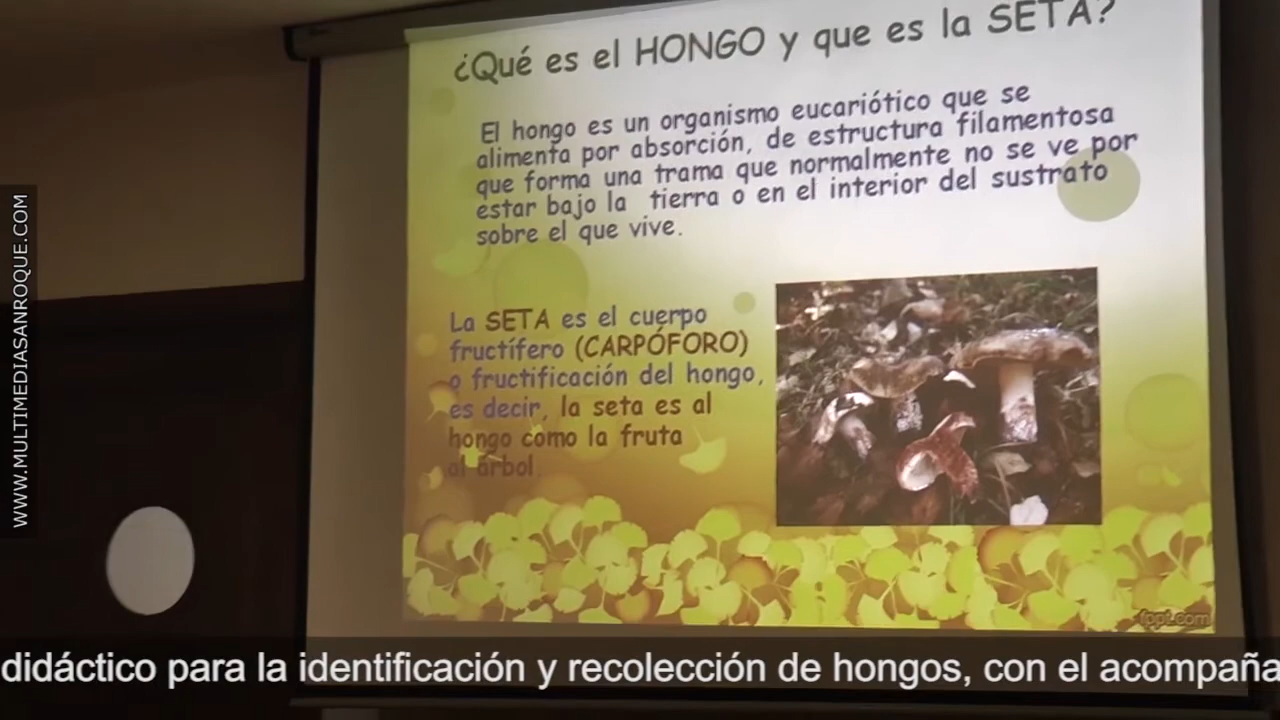 ¿Qué es el HONGO y que es la SETA?
El hongo es un organismo eucariótico que se
alimenta por absorción, de estructura filamentosa
que forma una trama que normalmente no se ve por
estar bajo la tierra o en el interior del sustrato
sobre el que vive.
La SETA es el cuerpo
fructífero (CARPÓFORO)
o fructificación del hongo,
es decir, la seta es al
hongo como la fruta
al árbol.
fppt.com
WWW.MULTIMEDIASANROQUE.COM
didáctico para la identificación y recolección de hongos, con el acompaña